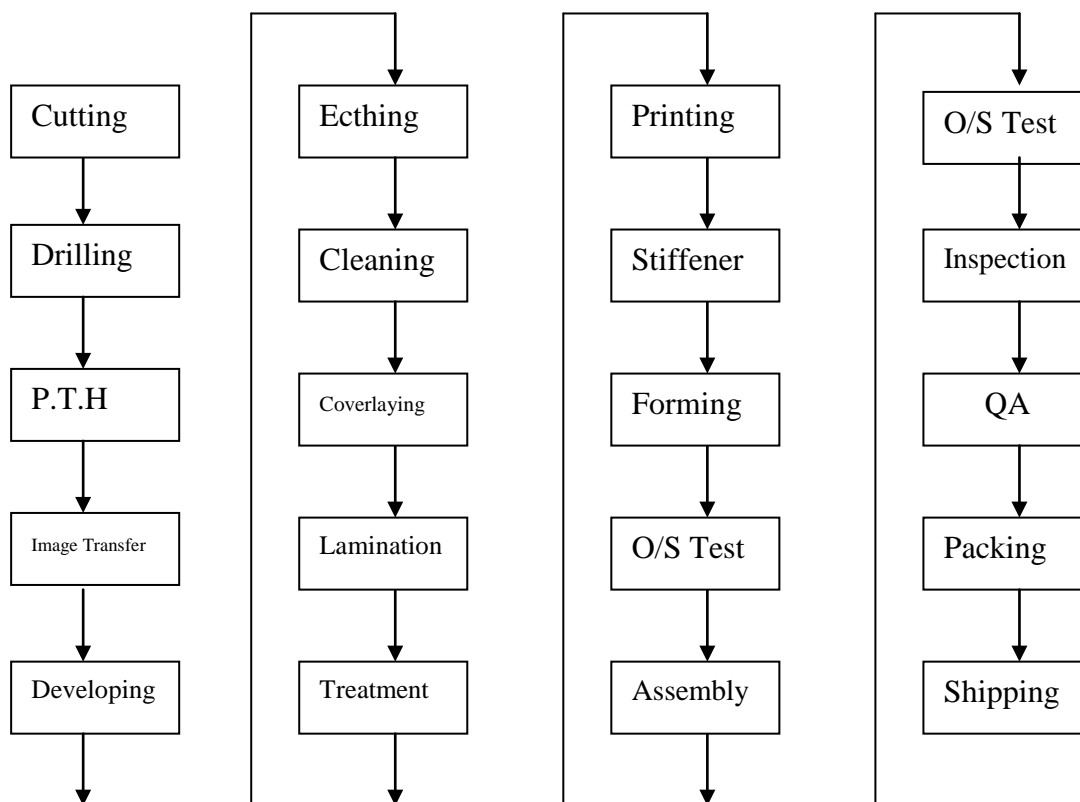 Cutting
Drilling
P.T.H
Image Transfer
Developing
Ecthing
Cleaning
Coverlaying
Lamination
Treatment
Printing
Stiffener
Forming
O/S Test
Assembly
O/S Test
Inspection
QA
Packing
Shipping